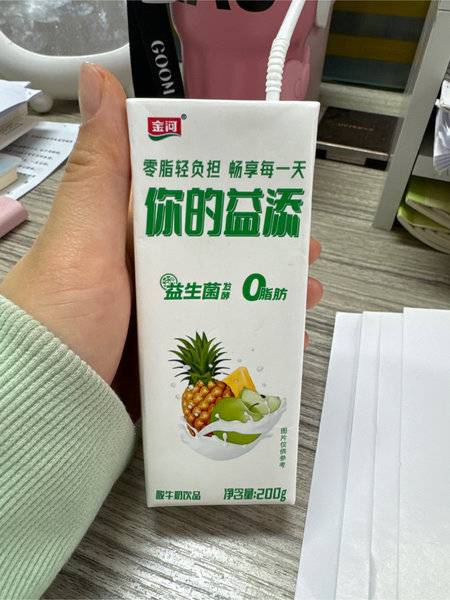 GOOM
金河®
零脂轻负担 畅享每一天
你的益添
益生菌发酵 0脂肪
图片仅供参考
酸牛奶饮品 净含量:200g